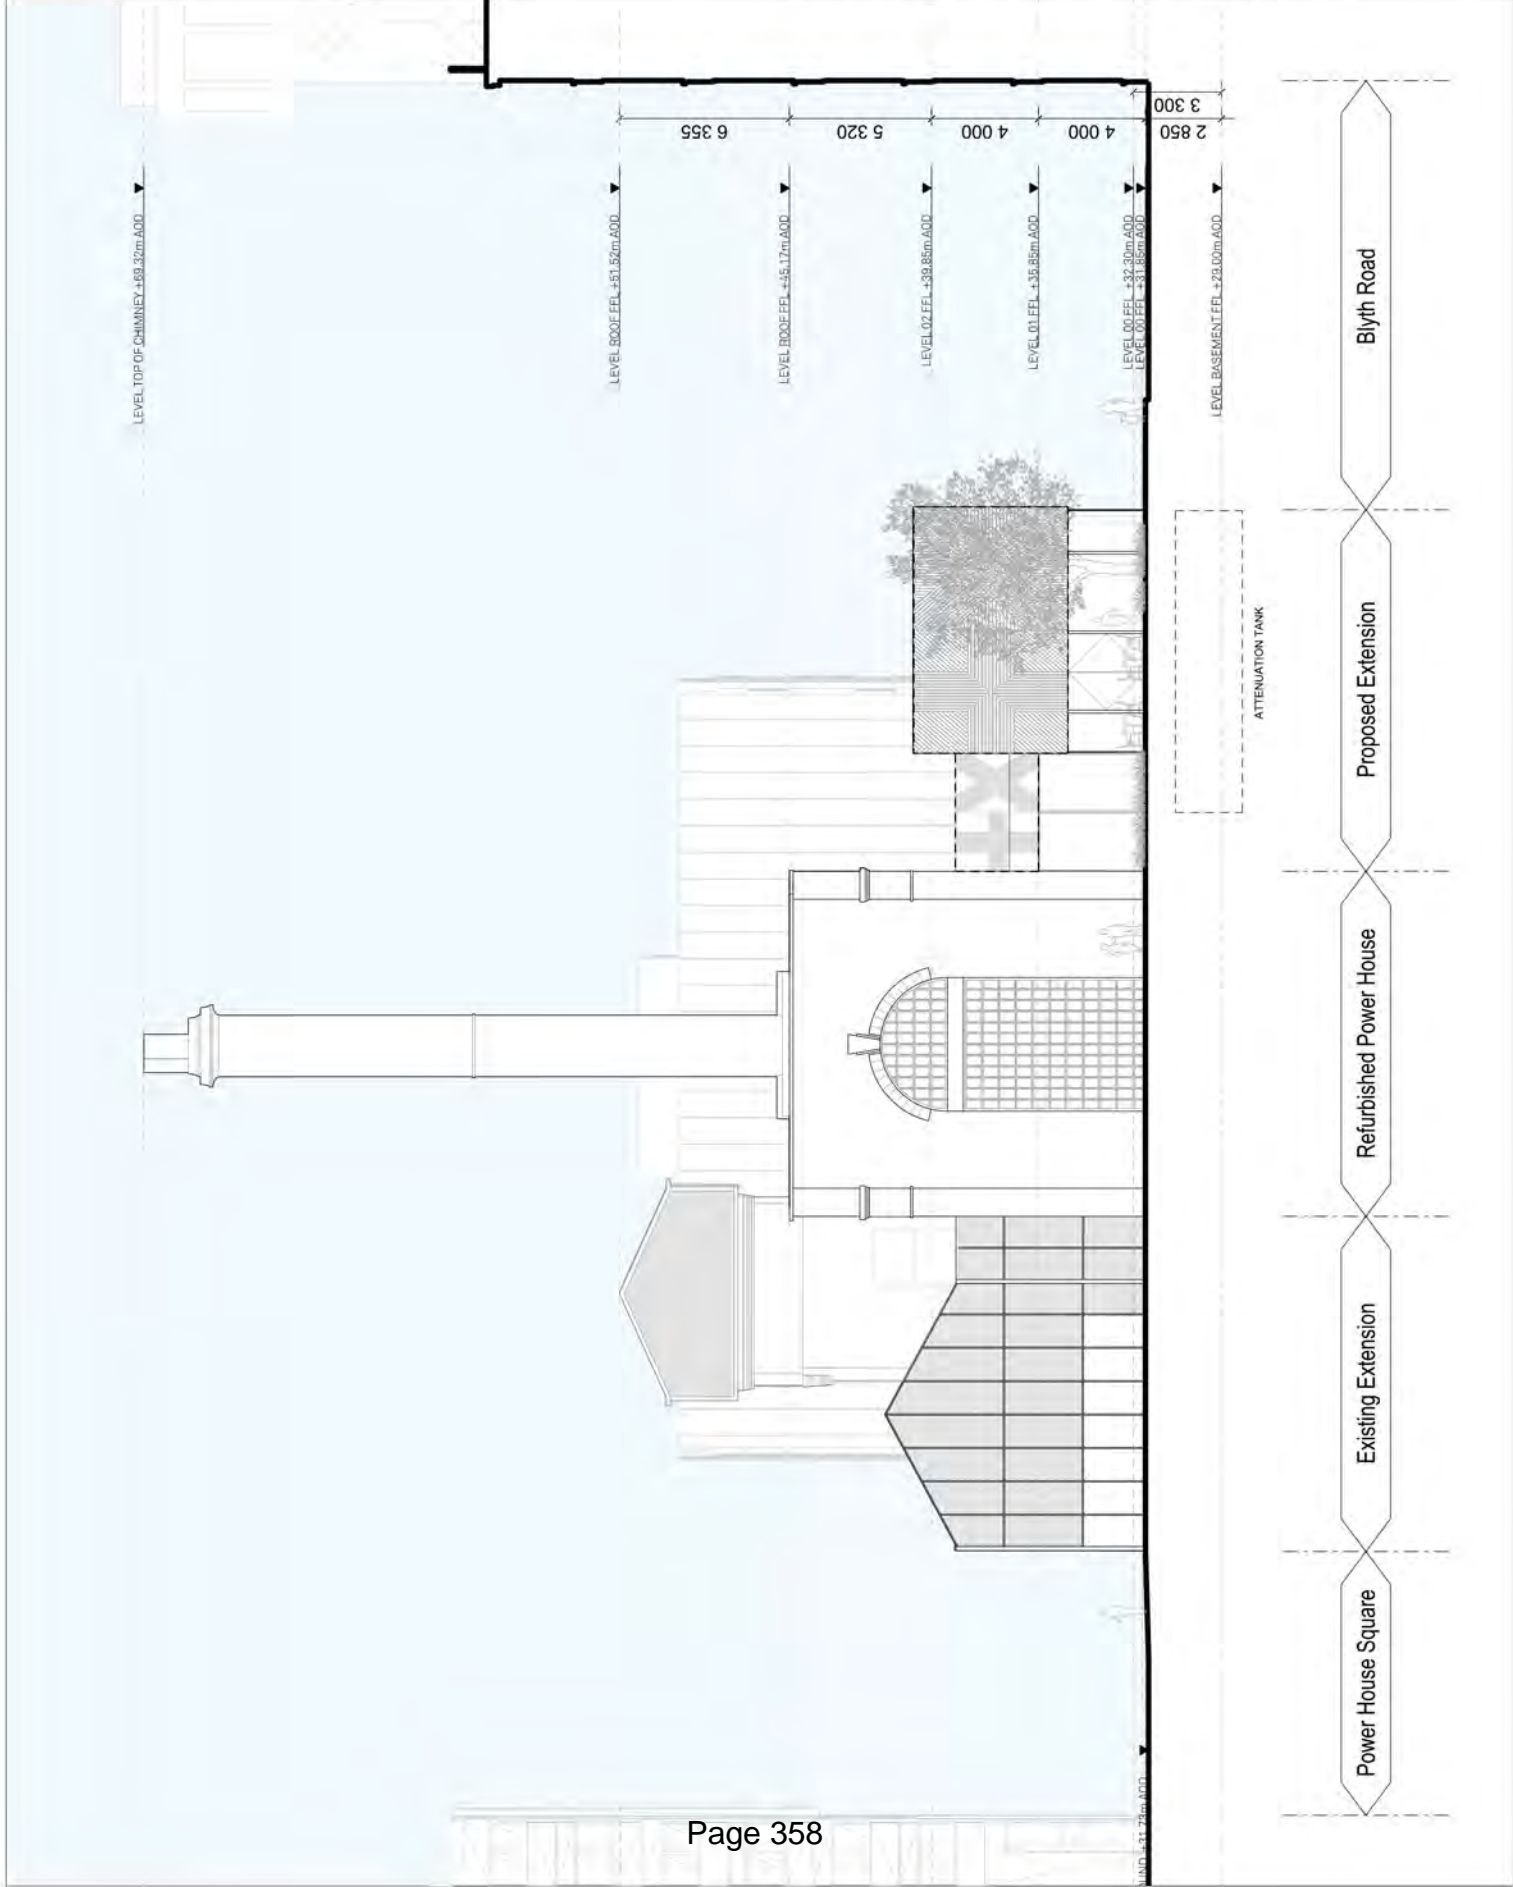 LEVEL TOP OF CHIMNEY +69.32m AOD
LEVEL ROOF FFL +51.52m AOD
LEVEL ROOF FFL +45.17m AOD
LEVEL 02 FFL +39.85m AOD
LEVEL 01 FFL +35.85m AOD
LEVEL 00 FFL +32.30m AOD
LEVEL 00 FFL +31.85m AOD
LEVEL BASEMENT FFL +29.00m AOD
6 355
5 320
4 000
4 000
2 850
3 300
ATTENUATION TANK
+31.73m AOD
Power House Square
Existing Extension
Refurbished Power House
Proposed Extension
Blyth Road
Page 358